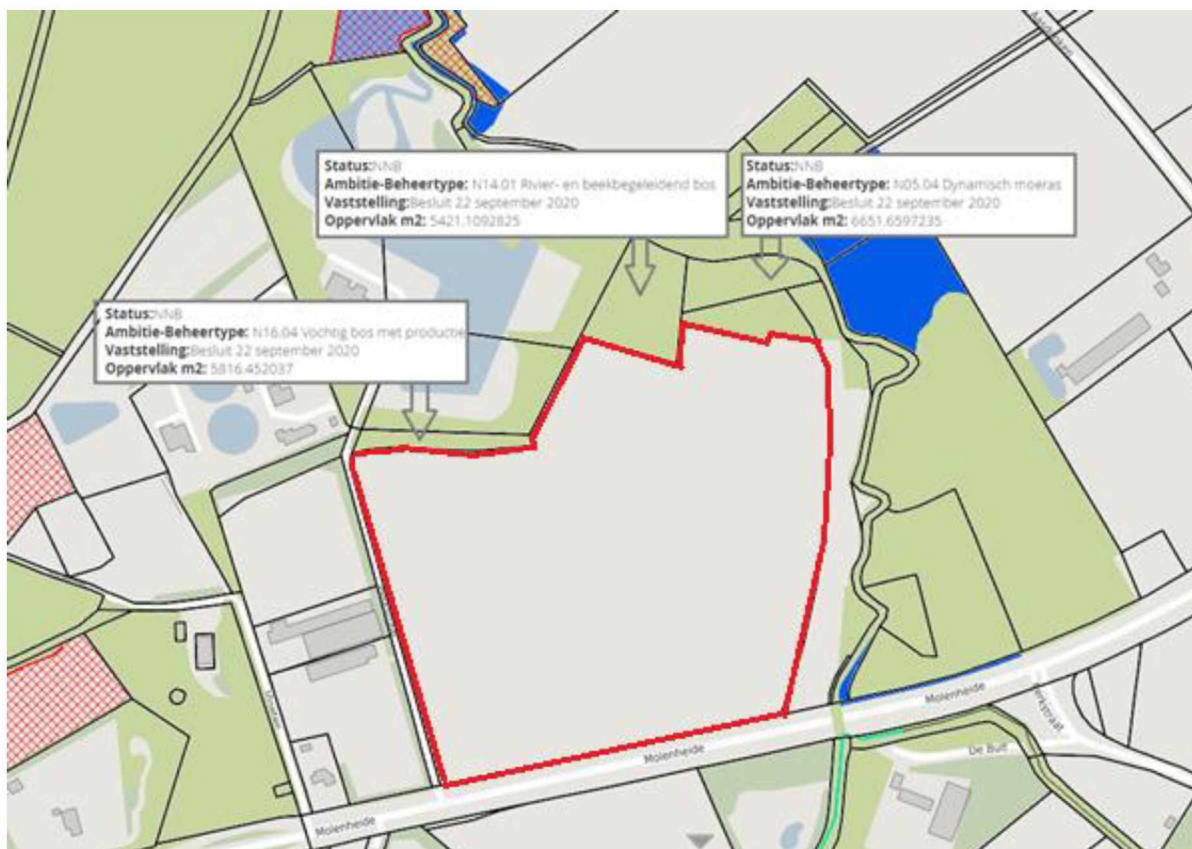 Status:NNB
Ambitie-Beheertype: N14.01 Rivier- en beekbegeleidend bos
Vaststelling:Besluit 22 september 2020
Oppervlak m2: 5421.1092825
Status:NNB
Ambitie-Beheertype: N05.04 Dynamisch moeras
Vaststelling:Besluit 22 september 2020
Oppervlak m2: 6651.6597235
Status:NNB
Ambitie-Beheertype: N16.04 Vochtig bos met productie
Vaststelling:Besluit 22 september 2020
Oppervlak m2: 5816.452037
Molenheide
Kerkstraat
De Bult
Molenheide
Molenheide